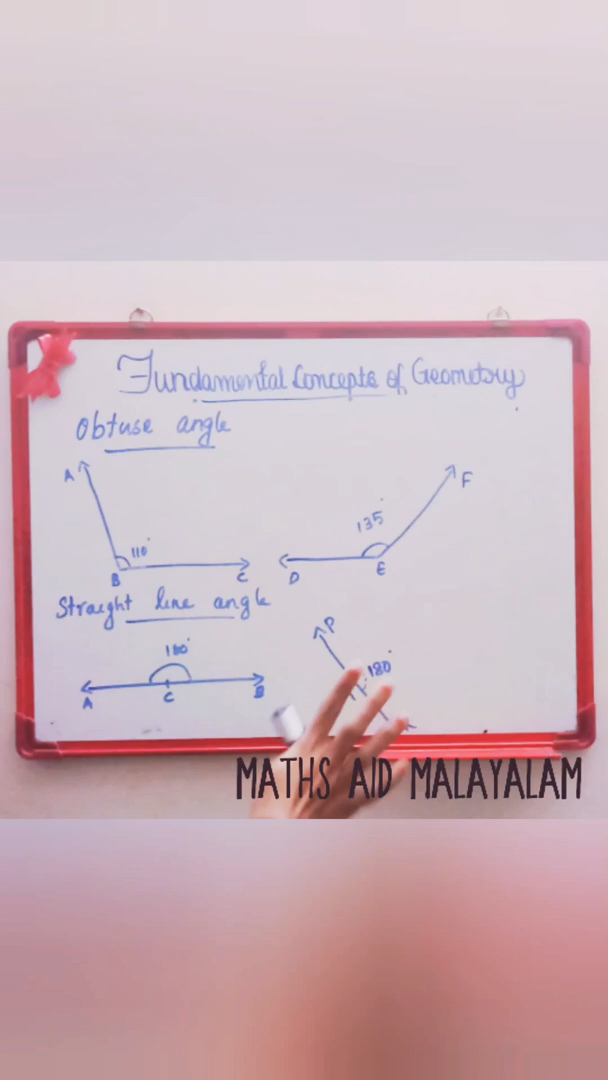 Fundamental Concepts of Geometry
Obtuse angle
A
110°
B
C
F
135°
D
E
Straight line angle
180°
A
C
B
P
180°
MATHS AID MALAYALAM